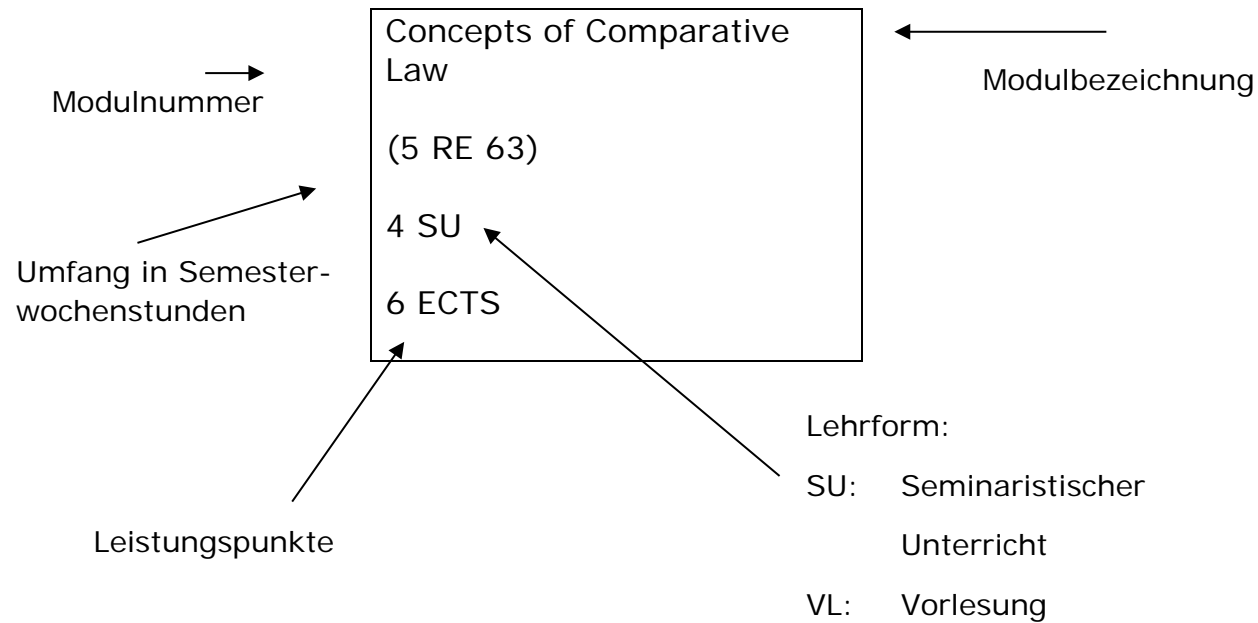 Concepts of Comparative
Law
(5 RE 63)
4 SU
6 ECTS
Modulbezeichnung
Modulnummer
Umfang in Semester-
wochenstunden
Leistungspunkte
Lehrform:
SU: Seminaristischer
Unterricht
VL: Vorlesung